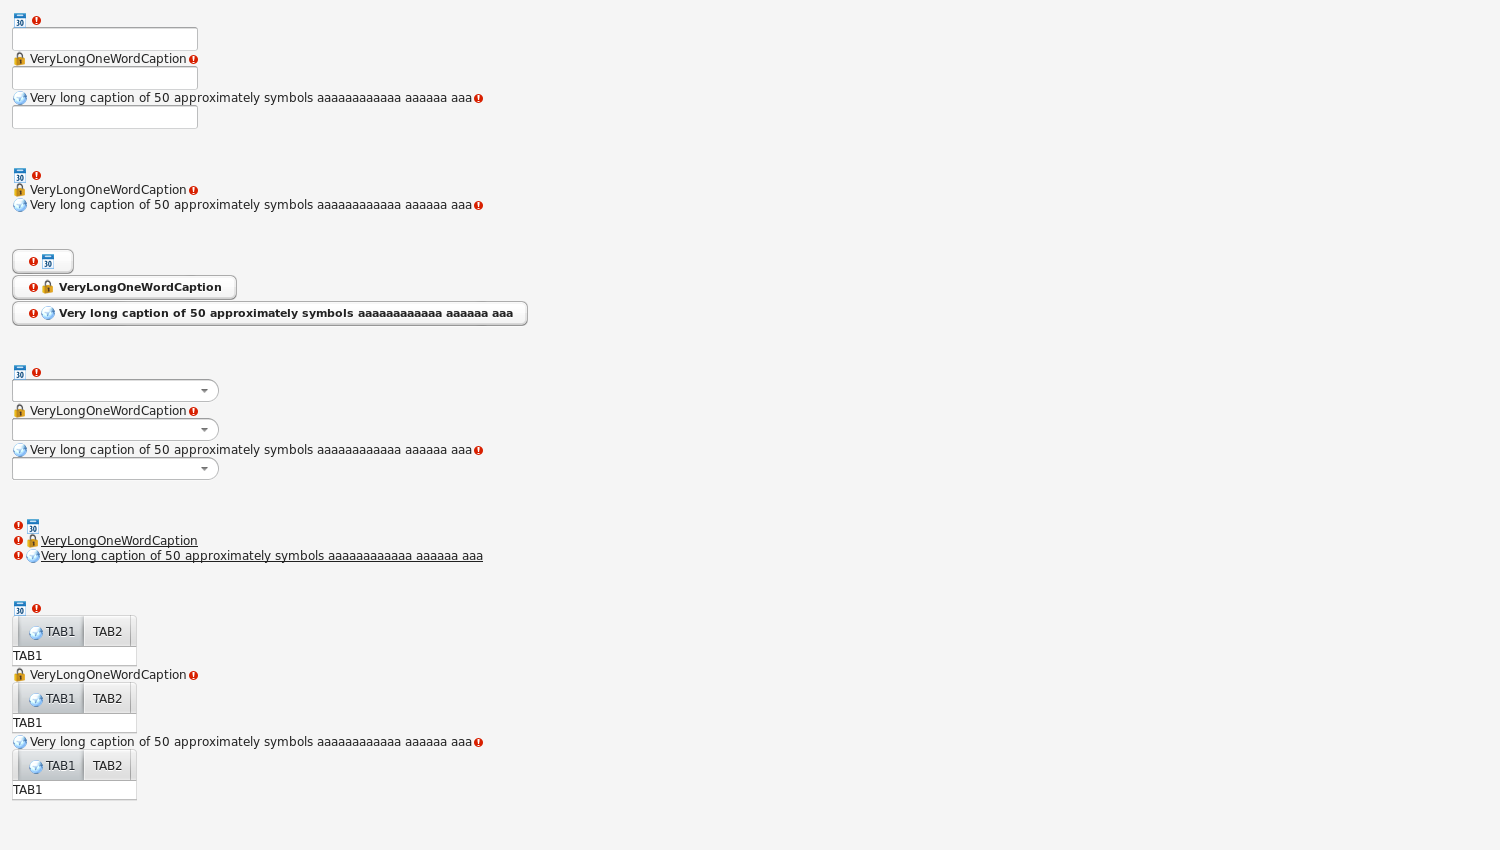 30
VeryLongOneWordCaption
Very long caption of 50 approximately symbols aaaaaaaaaaaa aaaaaa aaa
30
VeryLongOneWordCaption
Very long caption of 50 approximately symbols aaaaaaaaaaaa aaaaaa aaa
30
VeryLongOneWordCaption
Very long caption of 50 approximately symbols aaaaaaaaaaaa aaaaaa aaa
30
VeryLongOneWordCaption
Very long caption of 50 approximately symbols aaaaaaaaaaaa aaaaaa aaa
30
VeryLongOneWordCaption
Very long caption of 50 approximately symbols aaaaaaaaaaaa aaaaaa aaa
30
TAB1 TAB2
TAB1
VeryLongOneWordCaption
TAB1 TAB2
TAB1
Very long caption of 50 approximately symbols aaaaaaaaaaaa aaaaaa aaa
TAB1 TAB2
TAB1